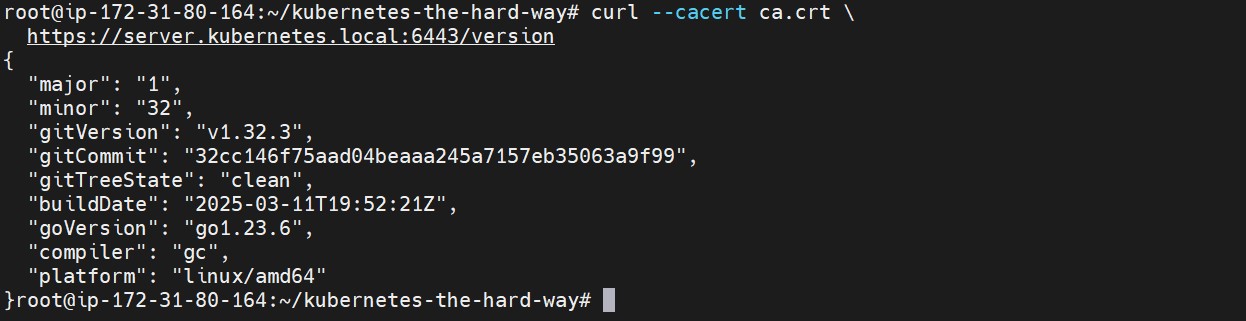 root@ip-172-31-80-164:~/kubernetes-the-hard-way# curl --cacert ca.crt \
  https://server.kubernetes.local:6443/version
{
  "major": "1",
  "minor": "32",
  "gitVersion": "v1.32.3",
  "gitCommit": "32cc146f75aad04beaaa245a7157eb35063a9f99",
  "gitTreeState": "clean",
  "buildDate": "2025-03-11T19:52:21Z",
  "goVersion": "go1.23.6",
  "compiler": "gc",
  "platform": "linux/amd64"
}root@ip-172-31-80-164:~/kubernetes-the-hard-way#